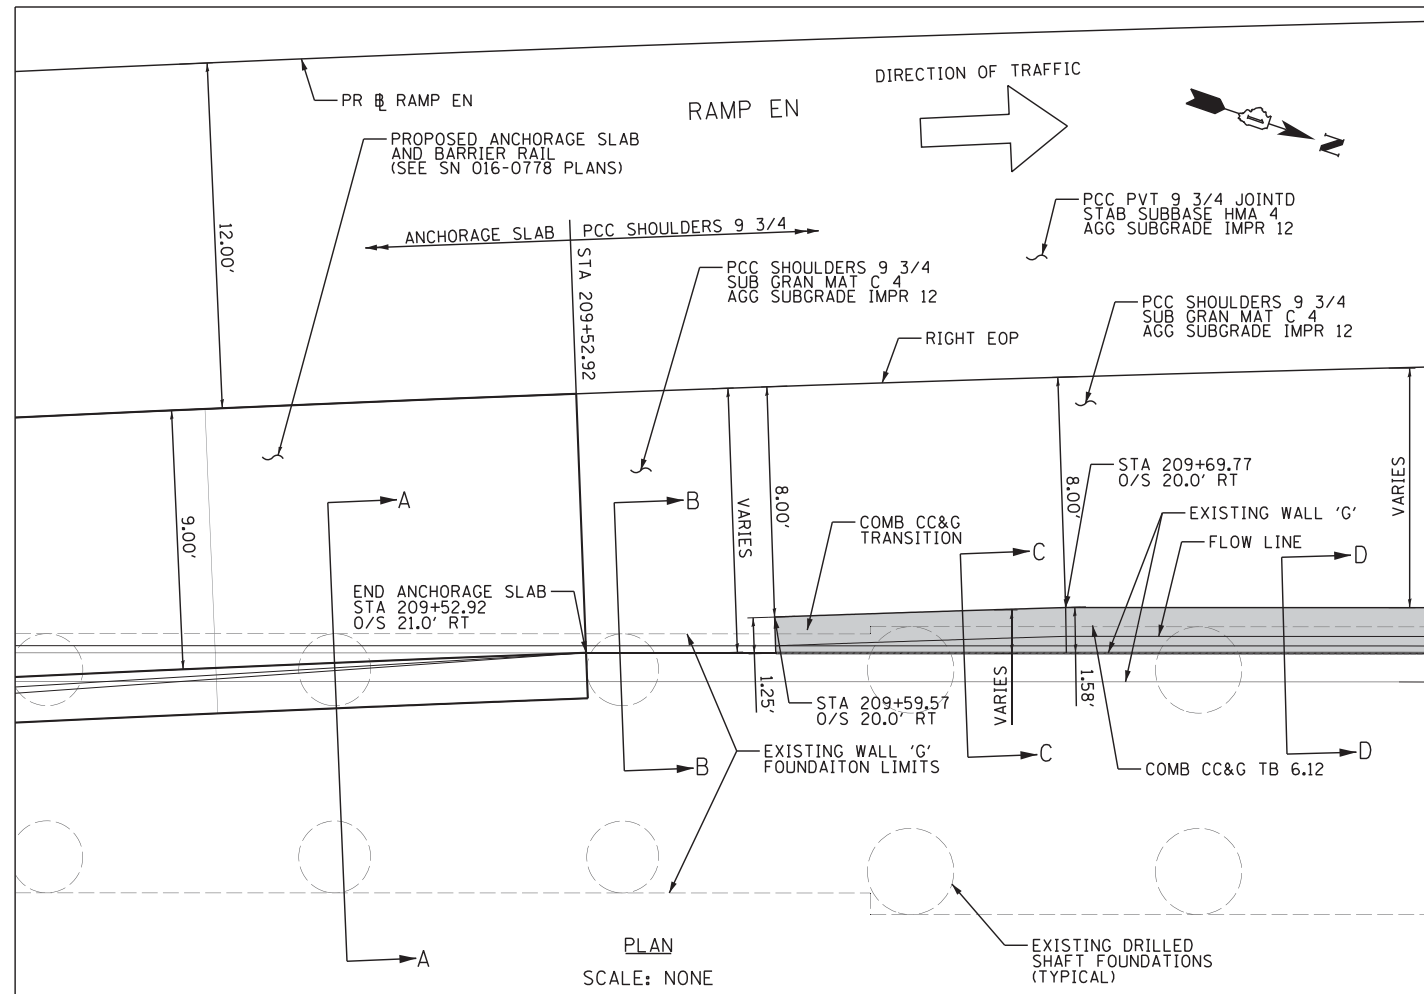 DIRECTION OF TRAFFIC
PR BL RAMP EN
RAMP EN
N
PROPOSED ANCHORAGE SLAB
AND BARRIER RAIL
(SEE SN 016-0778 PLANS)
12.00'
ANCHORAGE SLAB
PCC SHOULDERS 9 3/4
STA 209+52.92
PCC PVT 9 3/4 JOINTD
STAB SUBBASE HMA 4
AGG SUBGRADE IMPR 12
PCC SHOULDERS 9 3/4
SUB GRAN MAT C 4
AGG SUBGRADE IMPR 12
PCC SHOULDERS 9 3/4
SUB GRAN MAT C 4
AGG SUBGRADE IMPR 12
RIGHT EOP
9.00'
A
B
VARIES
8.00'
COMB CC&G
TRANSITION
C
8.00'
STA 209+69.77
O/S 20.0' RT
EXISTING WALL 'G'
FLOW LINE
D
VARIES
END ANCHORAGE SLAB
STA 209+52.92
O/S 21.0' RT
1.25'
STA 209+59.57
O/S 20.0' RT
VARIES
1.58'
B
EXISTING WALL 'G'
FOUNDAITON LIMITS
C
COMB CC&G TB 6.12
D
A
PLAN
SCALE: NONE
EXISTING DRILLED
SHAFT FOUNDATIONS
(TYPICAL)